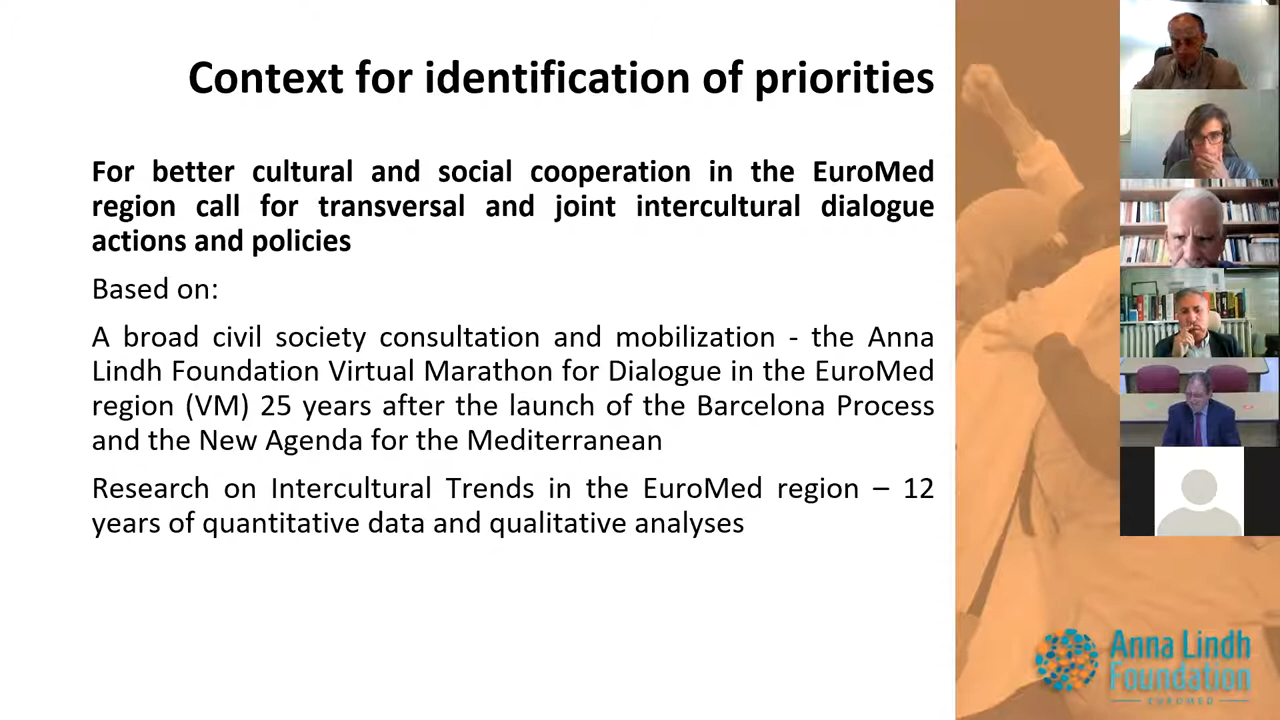 Context for identification of priorities
For better cultural and social cooperation in the EuroMed
region call for transversal and joint intercultural dialogue
actions and policies
Based on:
A broad civil society consultation and mobilization - the Anna
Lindh Foundation Virtual Marathon for Dialogue in the EuroMed
region (VM) 25 years after the launch of the Barcelona Process
and the New Agenda for the Mediterranean
Research on Intercultural Trends in the EuroMed region – 12
years of quantitative data and qualitative analyses
Anna Lindh
Foundation
EUROMED